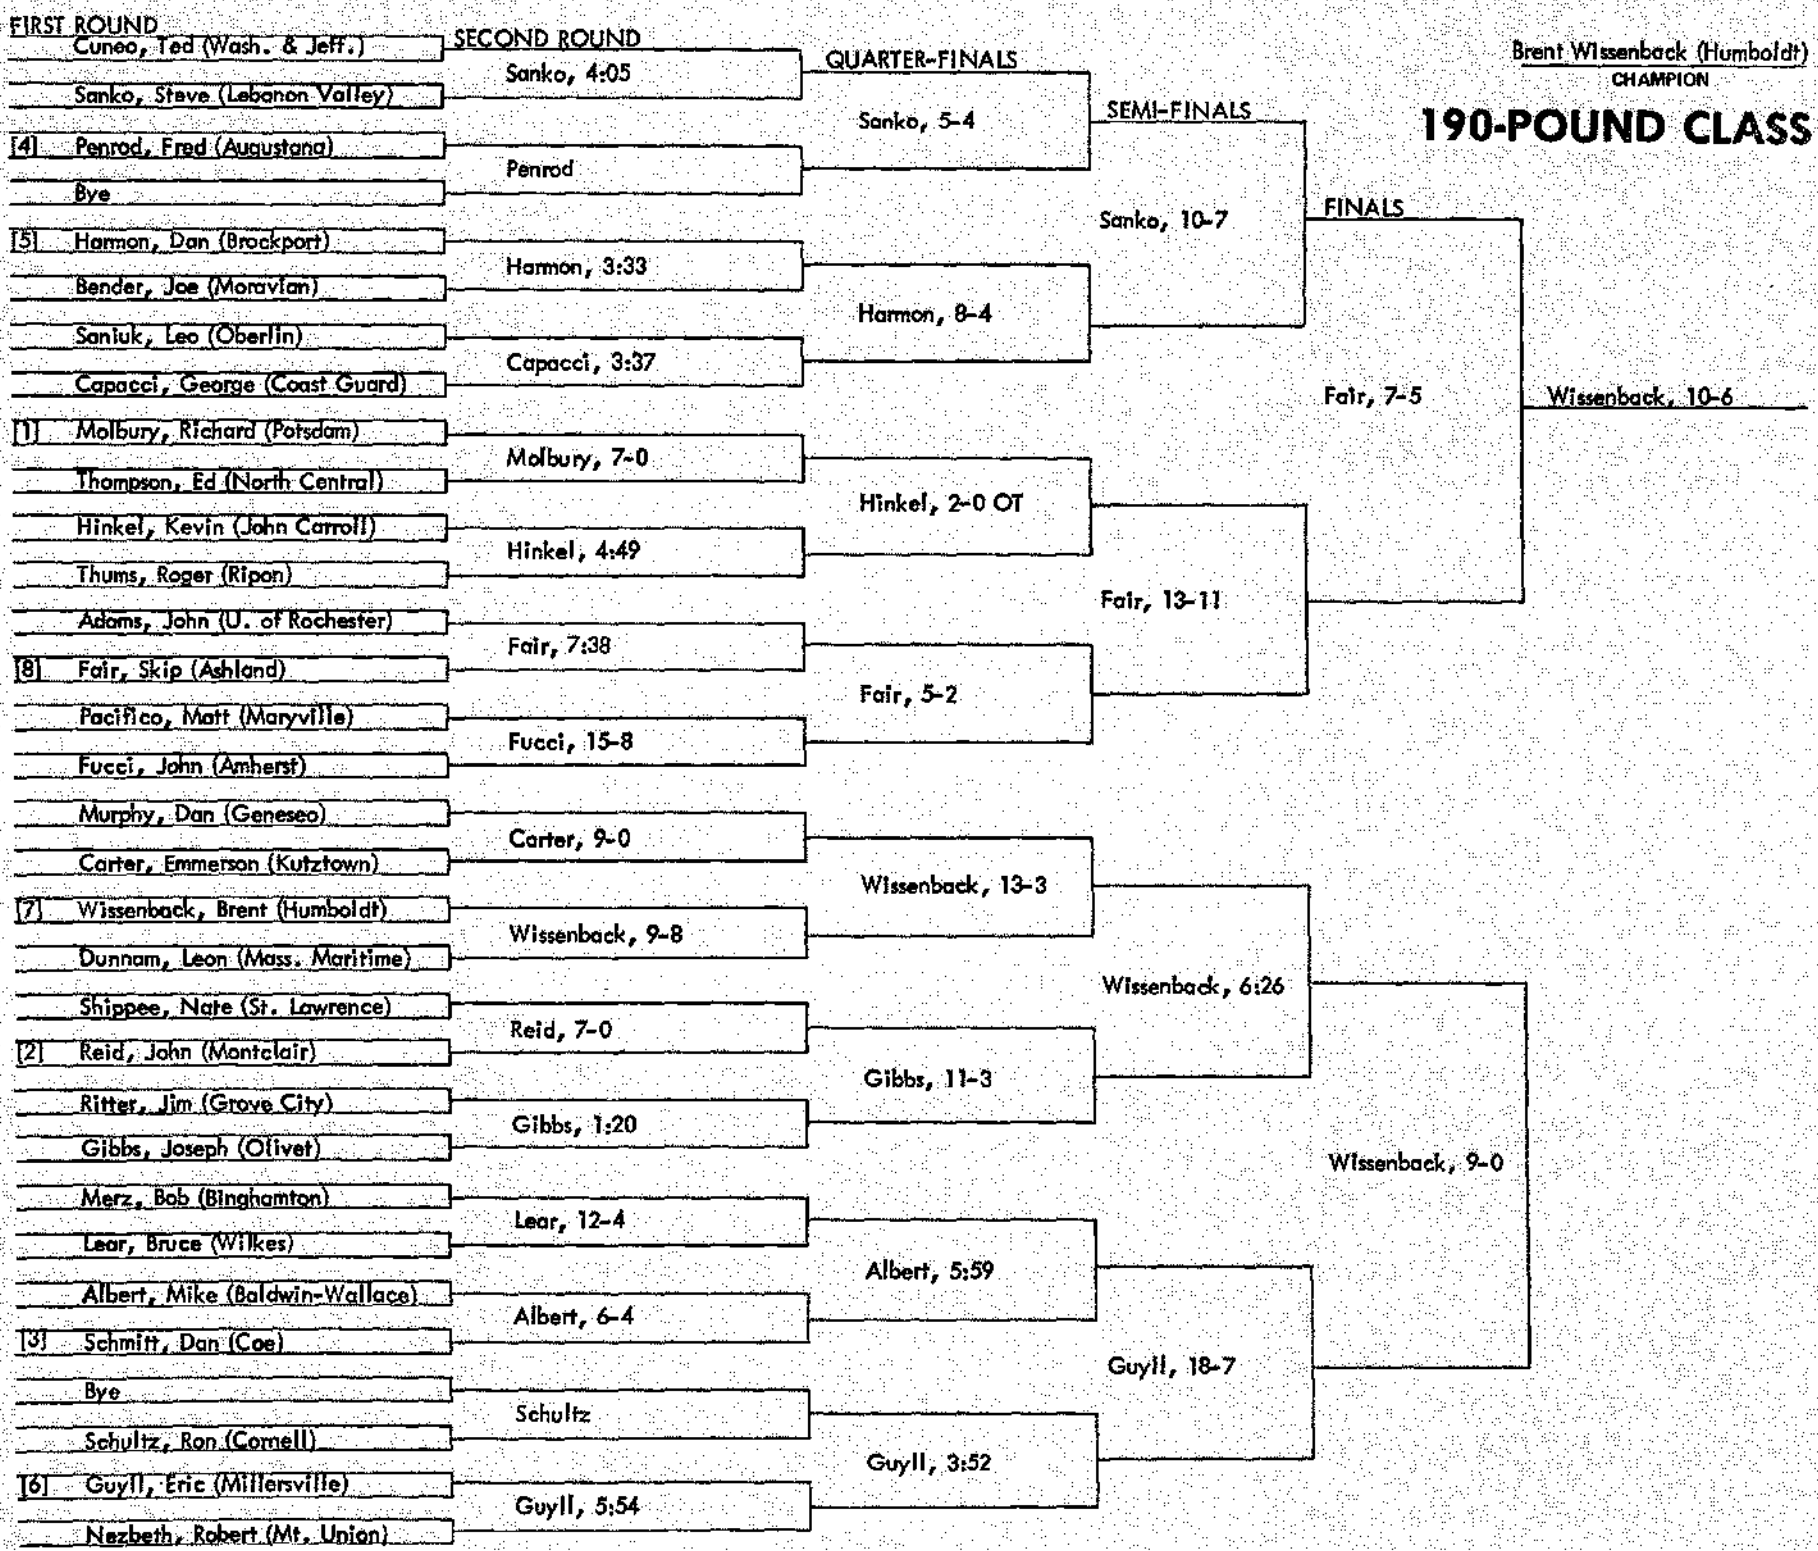 FIRST ROUND
Cuneo, Ted (Wash. & Jeff.)
Sanko, Steve (Lebanon Valley)
[4] Penrod, Fred (Augustana)
Bye
[5] Harmon, Dan (Brockport)
Bender, Joe (Moravian)
Saniuk, Leo (Oberlin)
Capacci, George (Coast Guard)
[1] Molbury, Richard (Potsdam)
Thompson, Ed (North Central)
Hinkel, Kevin (John Carroll)
Thums, Roger (Ripon)
Adams, John (U. of Rochester)
[8] Fair, Skip (Ashland)
Pacifico, Matt (Maryville)
Fucci, John (Amherst)
Murphy, Dan (Geneseo)
Carter, Emmerson (Kutztown)
[7] Wissenback, Brent (Humboldt)
Dunnam, Leon (Mass. Maritime)
Shippee, Nate (St. Lawrence)
[2] Reid, John (Montclair)
Ritter, Jim (Grove City)
Gibbs, Joseph (Olivet)
Merz, Bob (Binghamton)
Lear, Bruce (Wilkes)
Albert, Mike (Baldwin-Wallace)
[3] Schmitt, Dan (Coe)
Bye
Schultz, Ron (Cornell)
[6] Guyll, Eric (Millersville)
Nezbeth, Robert (Mt. Union)
SECOND ROUND
Sanko, 4:05
Penrod
Harmon, 3:33
Capacci, 3:37
Molbury, 7-0
Hinkel, 4:49
Fair, 7:38
Fucci, 15-8
Carter, 9-0
Wissenback, 9-8
Reid, 7-0
Gibbs, 1:20
Lear, 12-4
Albert, 6-4
Schultz
Guyll, 5:54
QUARTER-FINALS
Sanko, 5-4
Harmon, 8-4
Hinkel, 2-0 OT
Fair, 5-2
Wissenback, 13-3
Gibbs, 11-3
Albert, 5:59
Guyll, 3:52
SEMI-FINALS
Sanko, 10-7
Fair, 13-11
Wissenback, 6:26
Guyll, 18-7
FINALS
Fair, 7-5
Wissenback, 9-0
Wissenback, 10-6
Brent Wissenback (Humboldt)
CHAMPION
190-POUND CLASS